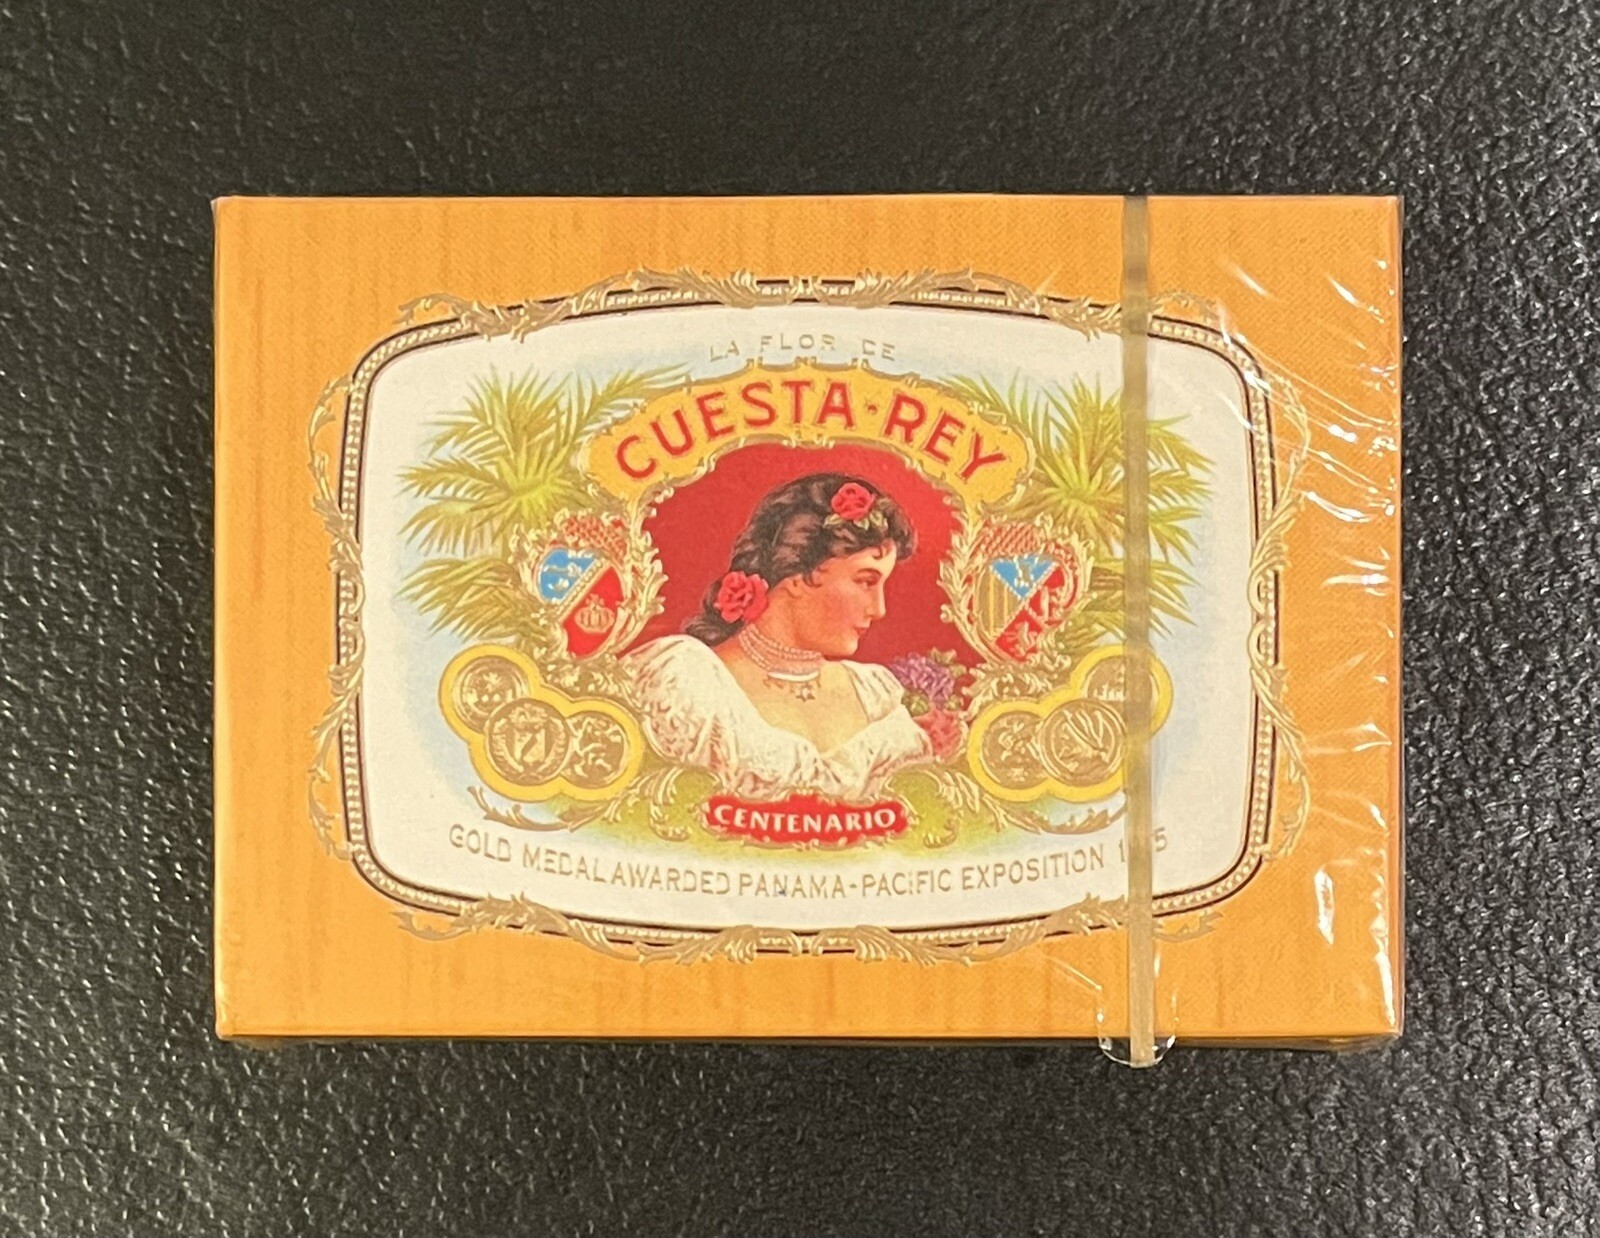 LA FLOR DE
CUESTA-REY
CENTENARIO
GOLD MEDAL AWARDED PANAMA-PACIFIC EXPOSITION